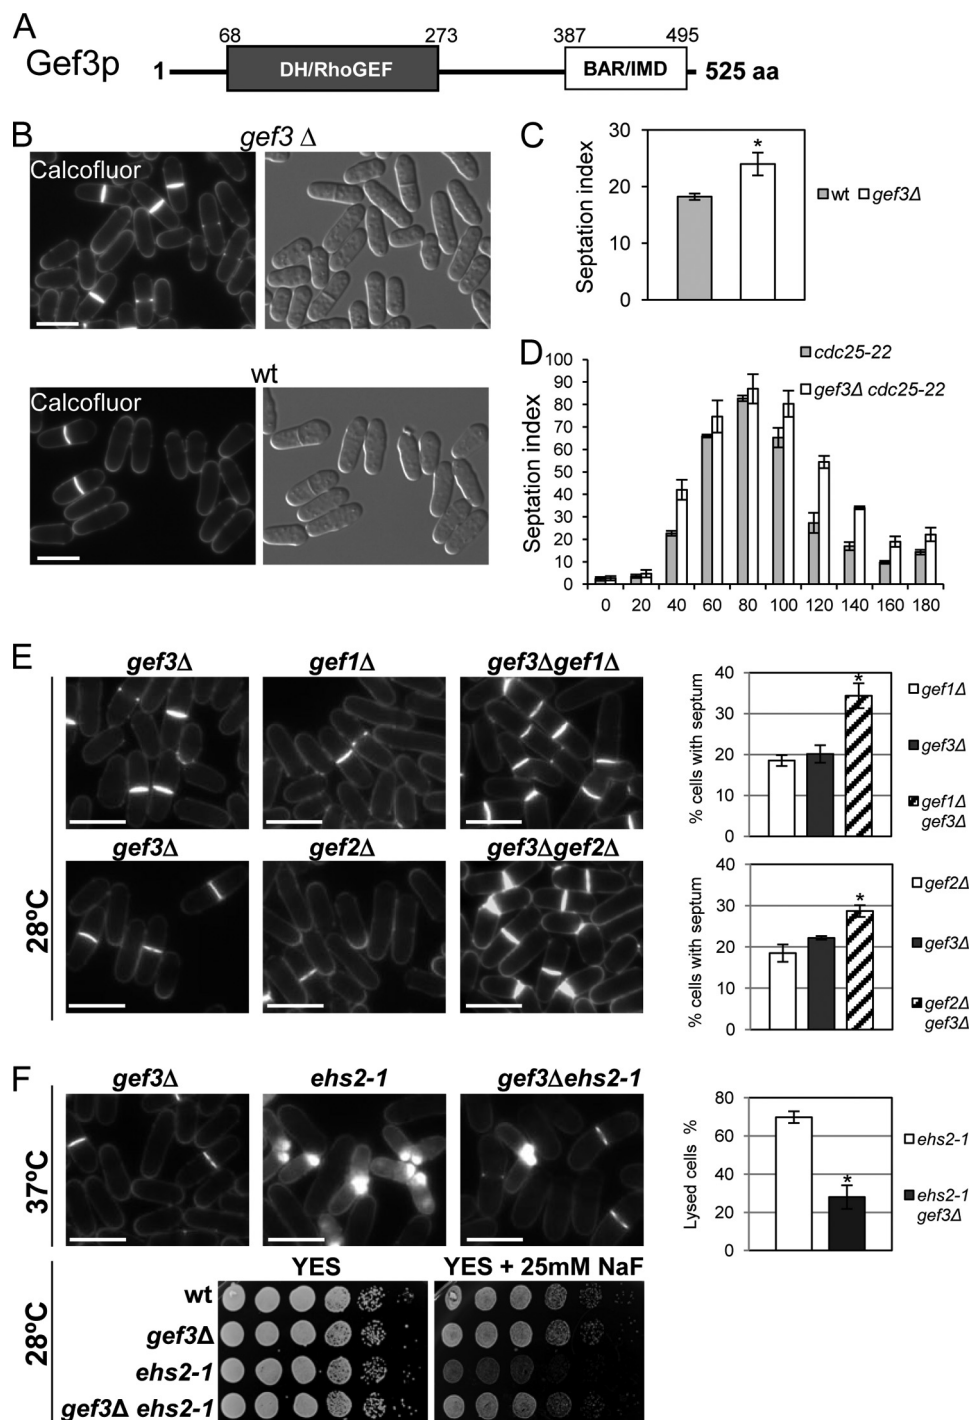 A
Gef3p
1
68
273
387
495
DH/RhoGEF
BAR/IMD
525 aa
B
gef3 Δ
Calcofluor
wt
Calcofluor
C
Septation index
30
20
10
0
*
wt
gef3Δ
D
Septation index
100
90
80
70
60
50
40
30
20
10
0
0 20 40 60 80 100 120 140 160 180
cdc25-22
gef3Δ cdc25-22
E
28ºC
gef3Δ
gef1Δ
gef3Δgef1Δ
gef3Δ
gef2Δ
gef3Δgef2Δ
% cells with septum
40
30
20
10
0
*
gef1Δ
gef3Δ
gef1Δ
gef3Δ
% cells with septum
40
30
20
10
0
*
gef2Δ
gef3Δ
gef2Δ
gef3Δ
F
37ºC
gef3Δ
ehs2-1
gef3Δehs2-1
Lysed cells %
80
60
40
20
0
*
ehs2-1
ehs2-1
gef3Δ
28ºC
YES
YES + 25mM NaF
wt
gef3Δ
ehs2-1
gef3Δ ehs2-1